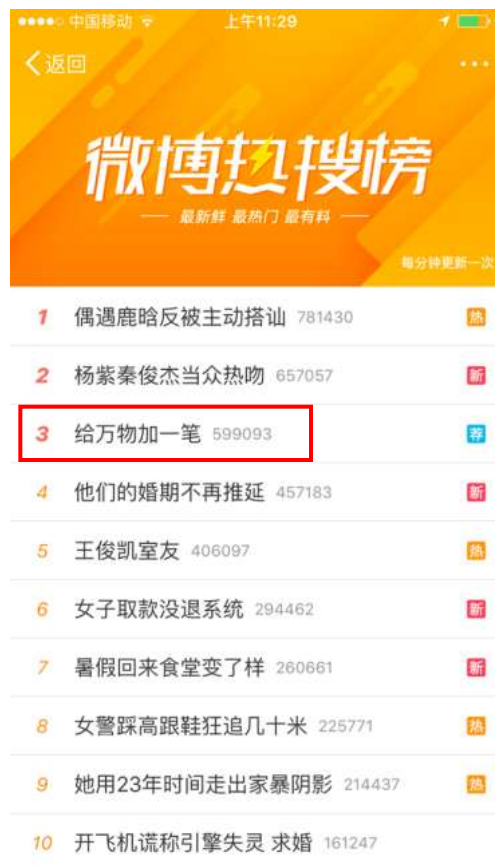 中国移动 上午11:29
返回
微博热搜榜
最新鲜 最热门 最有料
每分钟更新一次
1 偶遇鹿晗反被主动搭讪 781430 热
2 杨紫秦俊杰当众热吻 657057 新
3 给万物加一笔 599093 荐
4 他们的婚期不再推延 457183 新
5 王俊凯室友 406097 热
6 女子取款没退系统 294462 新
7 暑假回来食堂变了样 260661 新
8 女警踩高跟鞋狂追几十米 225771 热
9 她用23年时间走出家暴阴影 214437 热
10 开飞机谎称引擎失灵 求婚 161247